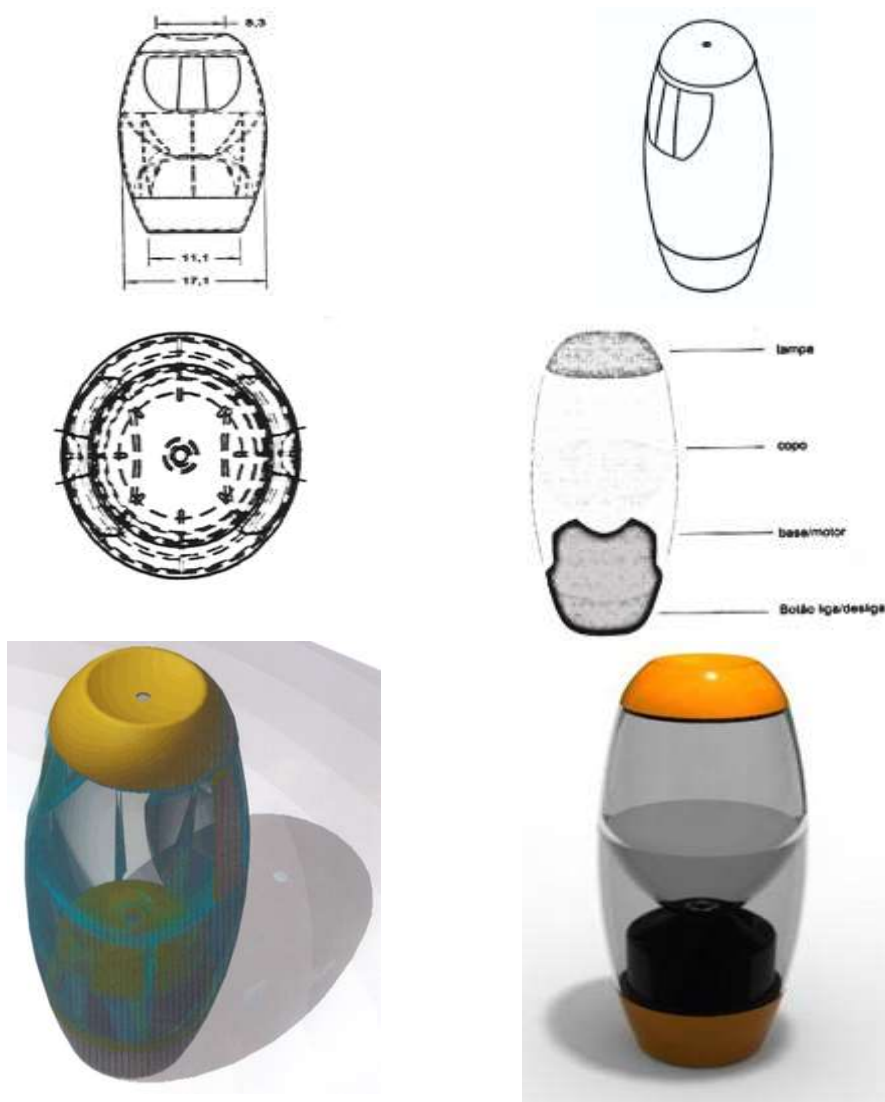 8,3
11,1
17,1
tampa
copo
base/motor
Botão liga/desliga